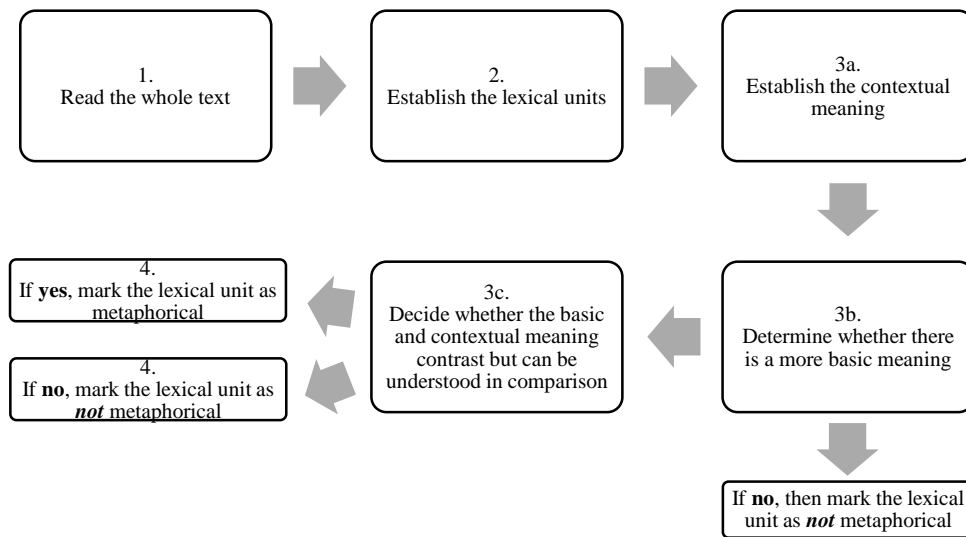 1.
Read the whole text
2.
Establish the lexical units
3a.
Establish the contextual
meaning
3b.
Determine whether there
is a more basic meaning
If no, then mark the lexical
unit as not metaphorical
3c.
Decide whether the basic
and contextual meaning
contrast but can be
understood in comparison
4.
If yes, mark the lexical unit as
metaphorical
4.
If no, mark the lexical unit as
not metaphorical